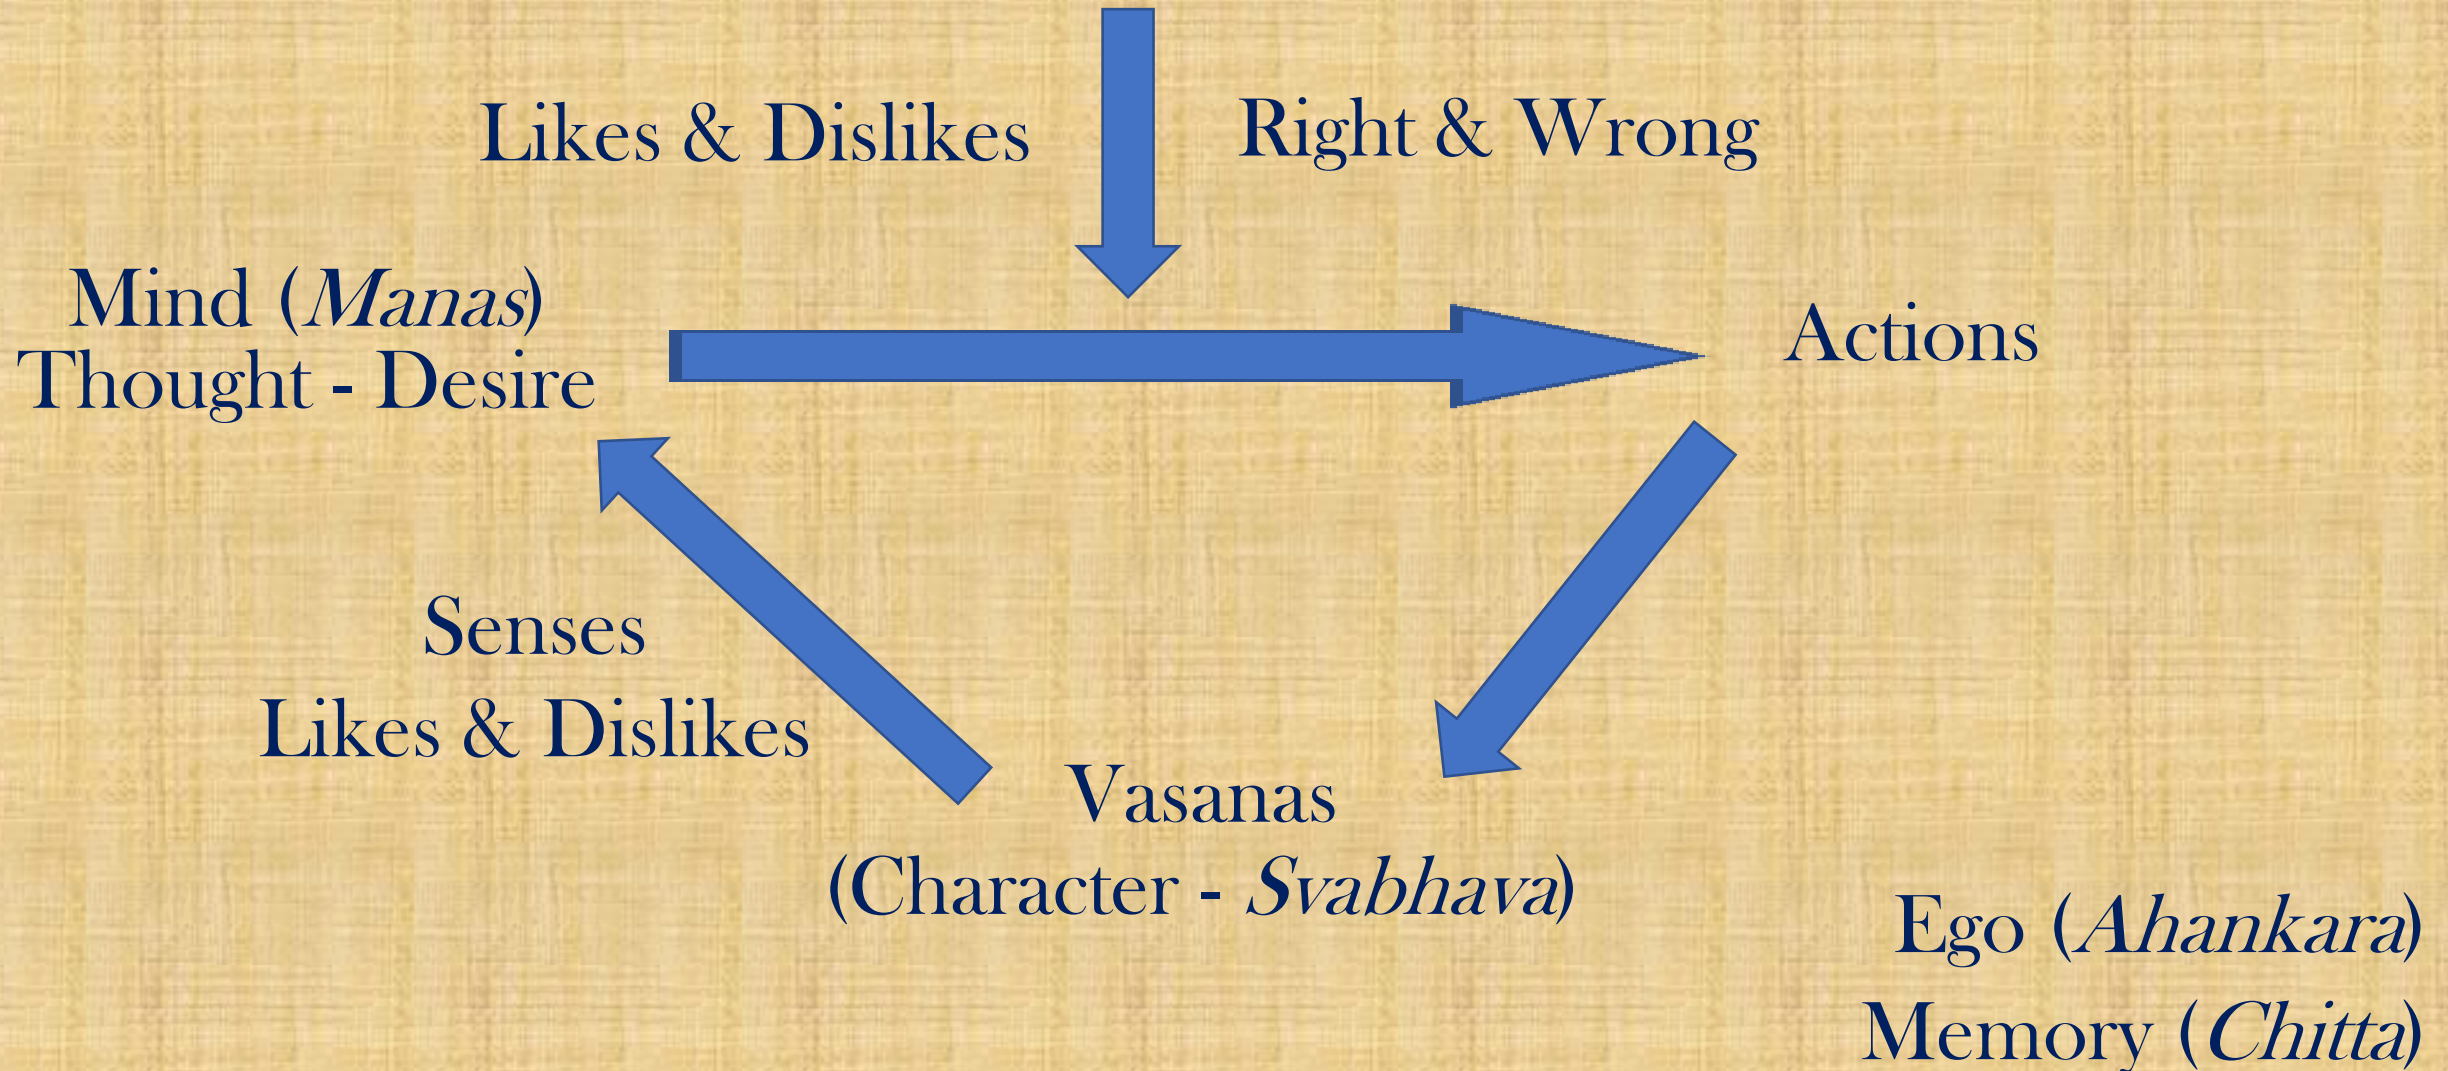 Likes & Dislikes
Right & Wrong
Mind (Manas)
Thought - Desire
Actions
Senses
Likes & Dislikes
Vasanas
(Character - Svabhava)
Ego (Ahankara)
Memory (Chitta)